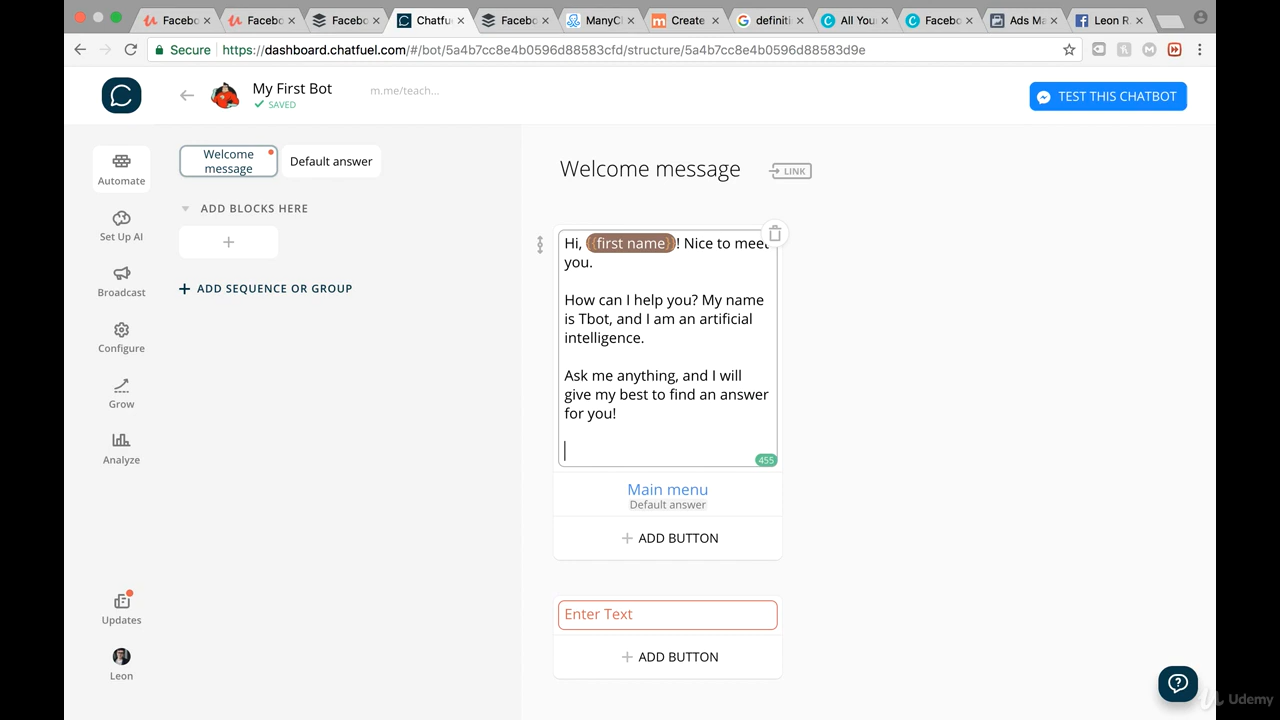 Facebo
Facebo
Facebo
Chatfue
Facebo
ManyCh
Create
definiti
All You
Facebo
Ads Ma
Leon R
Secure
https://dashboard.chatfuel.com/#/bot/5a4b7cc8e4b0596d88583cfd/structure/5a4b7cc8e4b0596d88583d9e
My First Bot
SAVED
m.me/teach...
TEST THIS CHATBOT
Automate
Set Up AI
Broadcast
Configure
Grow
Analyze
Updates
Leon
Welcome
message
Default answer
ADD BLOCKS HERE
+ ADD SEQUENCE OR GROUP
Welcome message
LINK
Hi, {{first name}}! Nice to meet
you.
How can I help you? My name
is Tbot, and I am an artificial
intelligence.
Ask me anything, and I will
give my best to find an answer
for you!
455
Main menu
Default answer
+ ADD BUTTON
Enter Text
+ ADD BUTTON
Udemy